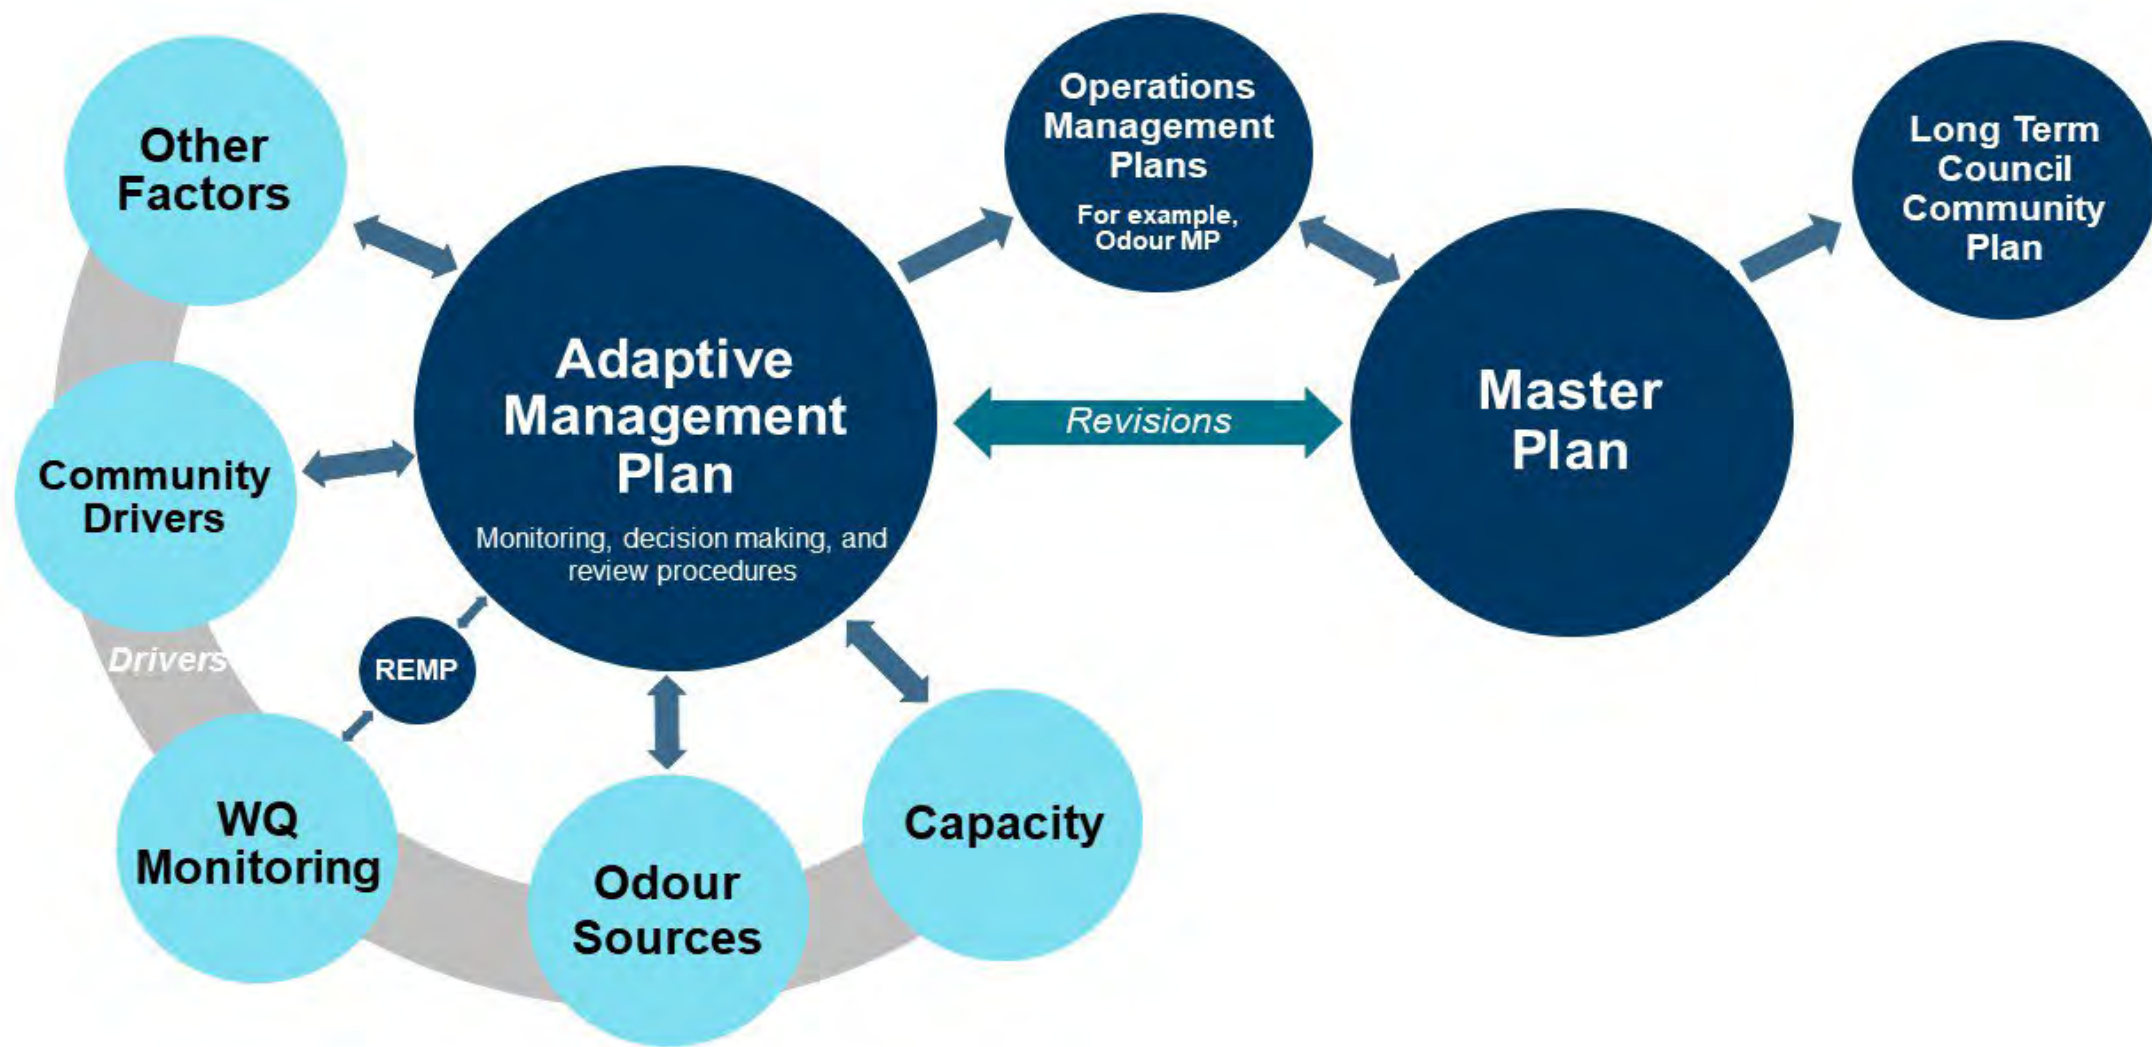 Other
Factors
Community
Drivers
Drivers
WQ
Monitoring
REMP
Odour
Sources
Capacity
Adaptive
Management
Plan
Monitoring, decision making, and
review procedures
Operations
Management
Plans
For example,
Odour MP
Revisions
Master
Plan
Long Term
Council
Community
Plan